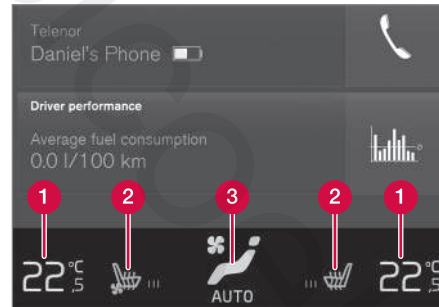 Telenor
Daniel's Phone
Driver performance
Average fuel consumption
0.0 l/100 km
1 2 3 2 1
22 °C ,5 22 °C ,5
AUTO